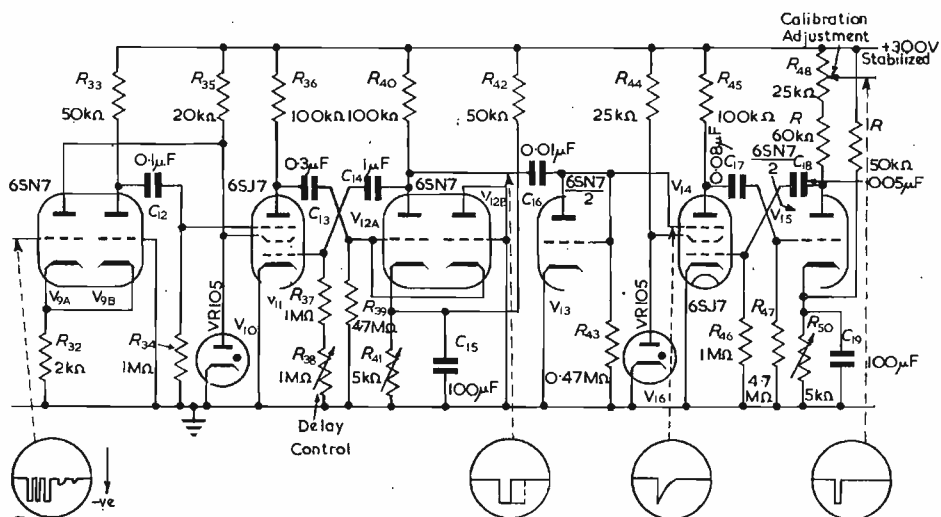 Calibration
Adjustment
+300V
Stabilized
R33
50kΩ
R35
20kΩ
R36
100kΩ
R40
100kΩ
R42
50kΩ
R44
25kΩ
R45
100kΩ
R48
25kΩ
R
60kΩ
R
50kΩ
0.1μF
C12
6SN7
6SJ7
0.3μF
C13
C14
1μF
6SN7
V12A
V12B
0.01μF
C16
6SN7
2
V14
C17
6SN7
2
C18
V15
V9A
V9B
V11
VR105
V10
R32
2kΩ
R34
1MΩ
R37
1MΩ
R38
1MΩ
R39
4.7MΩ
R41
5kΩ
C15
100μF
V13
R43
0.47MΩ
VR105
V16
6SJ7
R46
1MΩ
R47
4.7
MΩ
R50
5kΩ
C19
100μF
Delay
Control
-ve